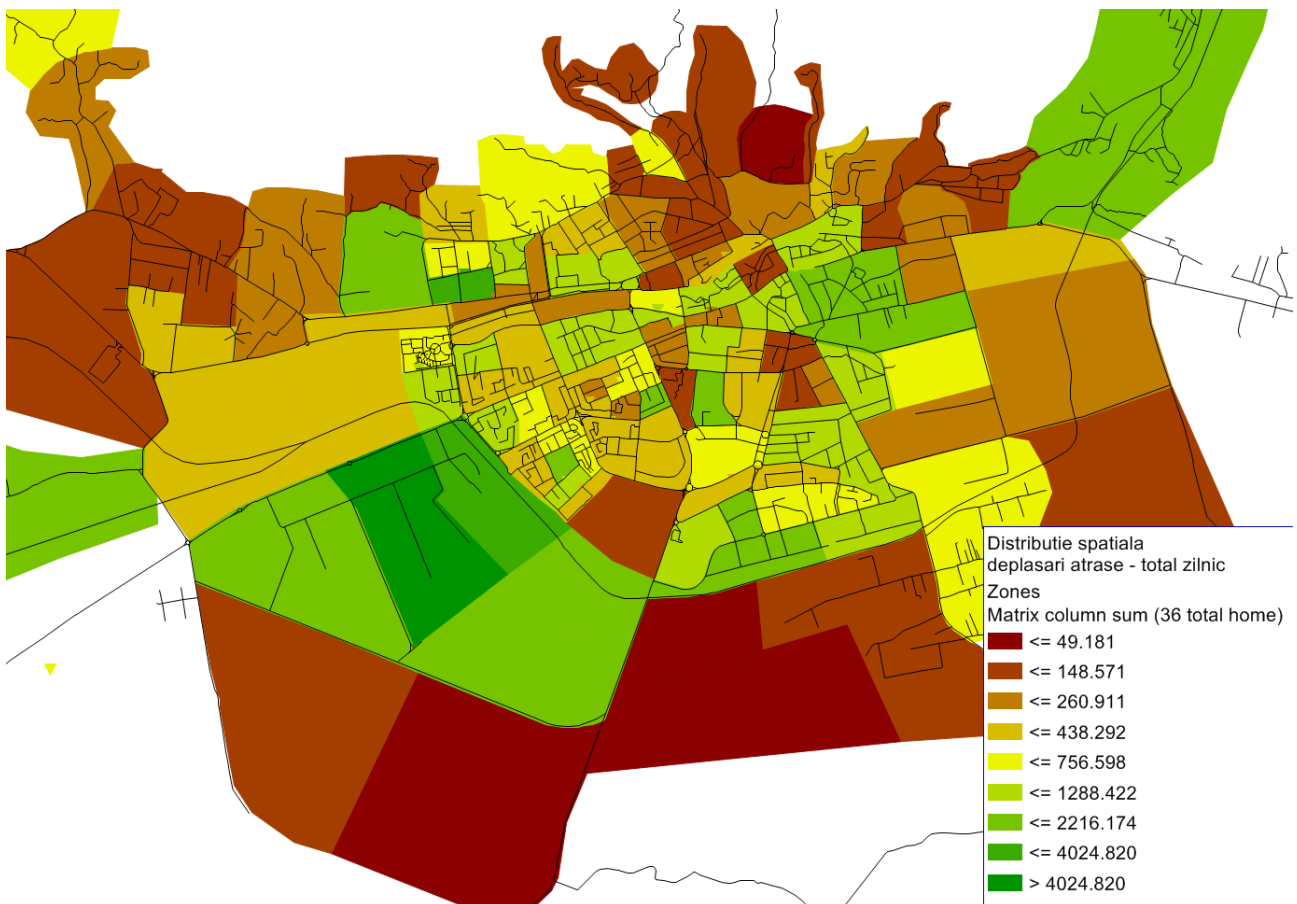 Distributie spatiala
deplasari atrase - total zilnic
Zones
Matrix column sum (36 total home)
<= 49.181
<= 148.571
<= 260.911
<= 438.292
<= 756.598
<= 1288.422
<= 2216.174
<= 4024.820
> 4024.820